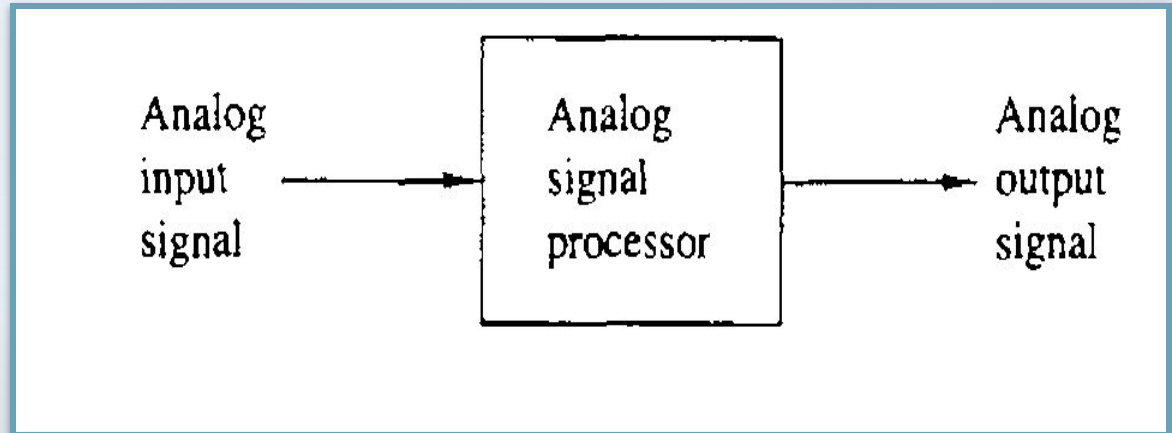 Analog
input
signal
Analog
signal
processor
Analog
output
signal